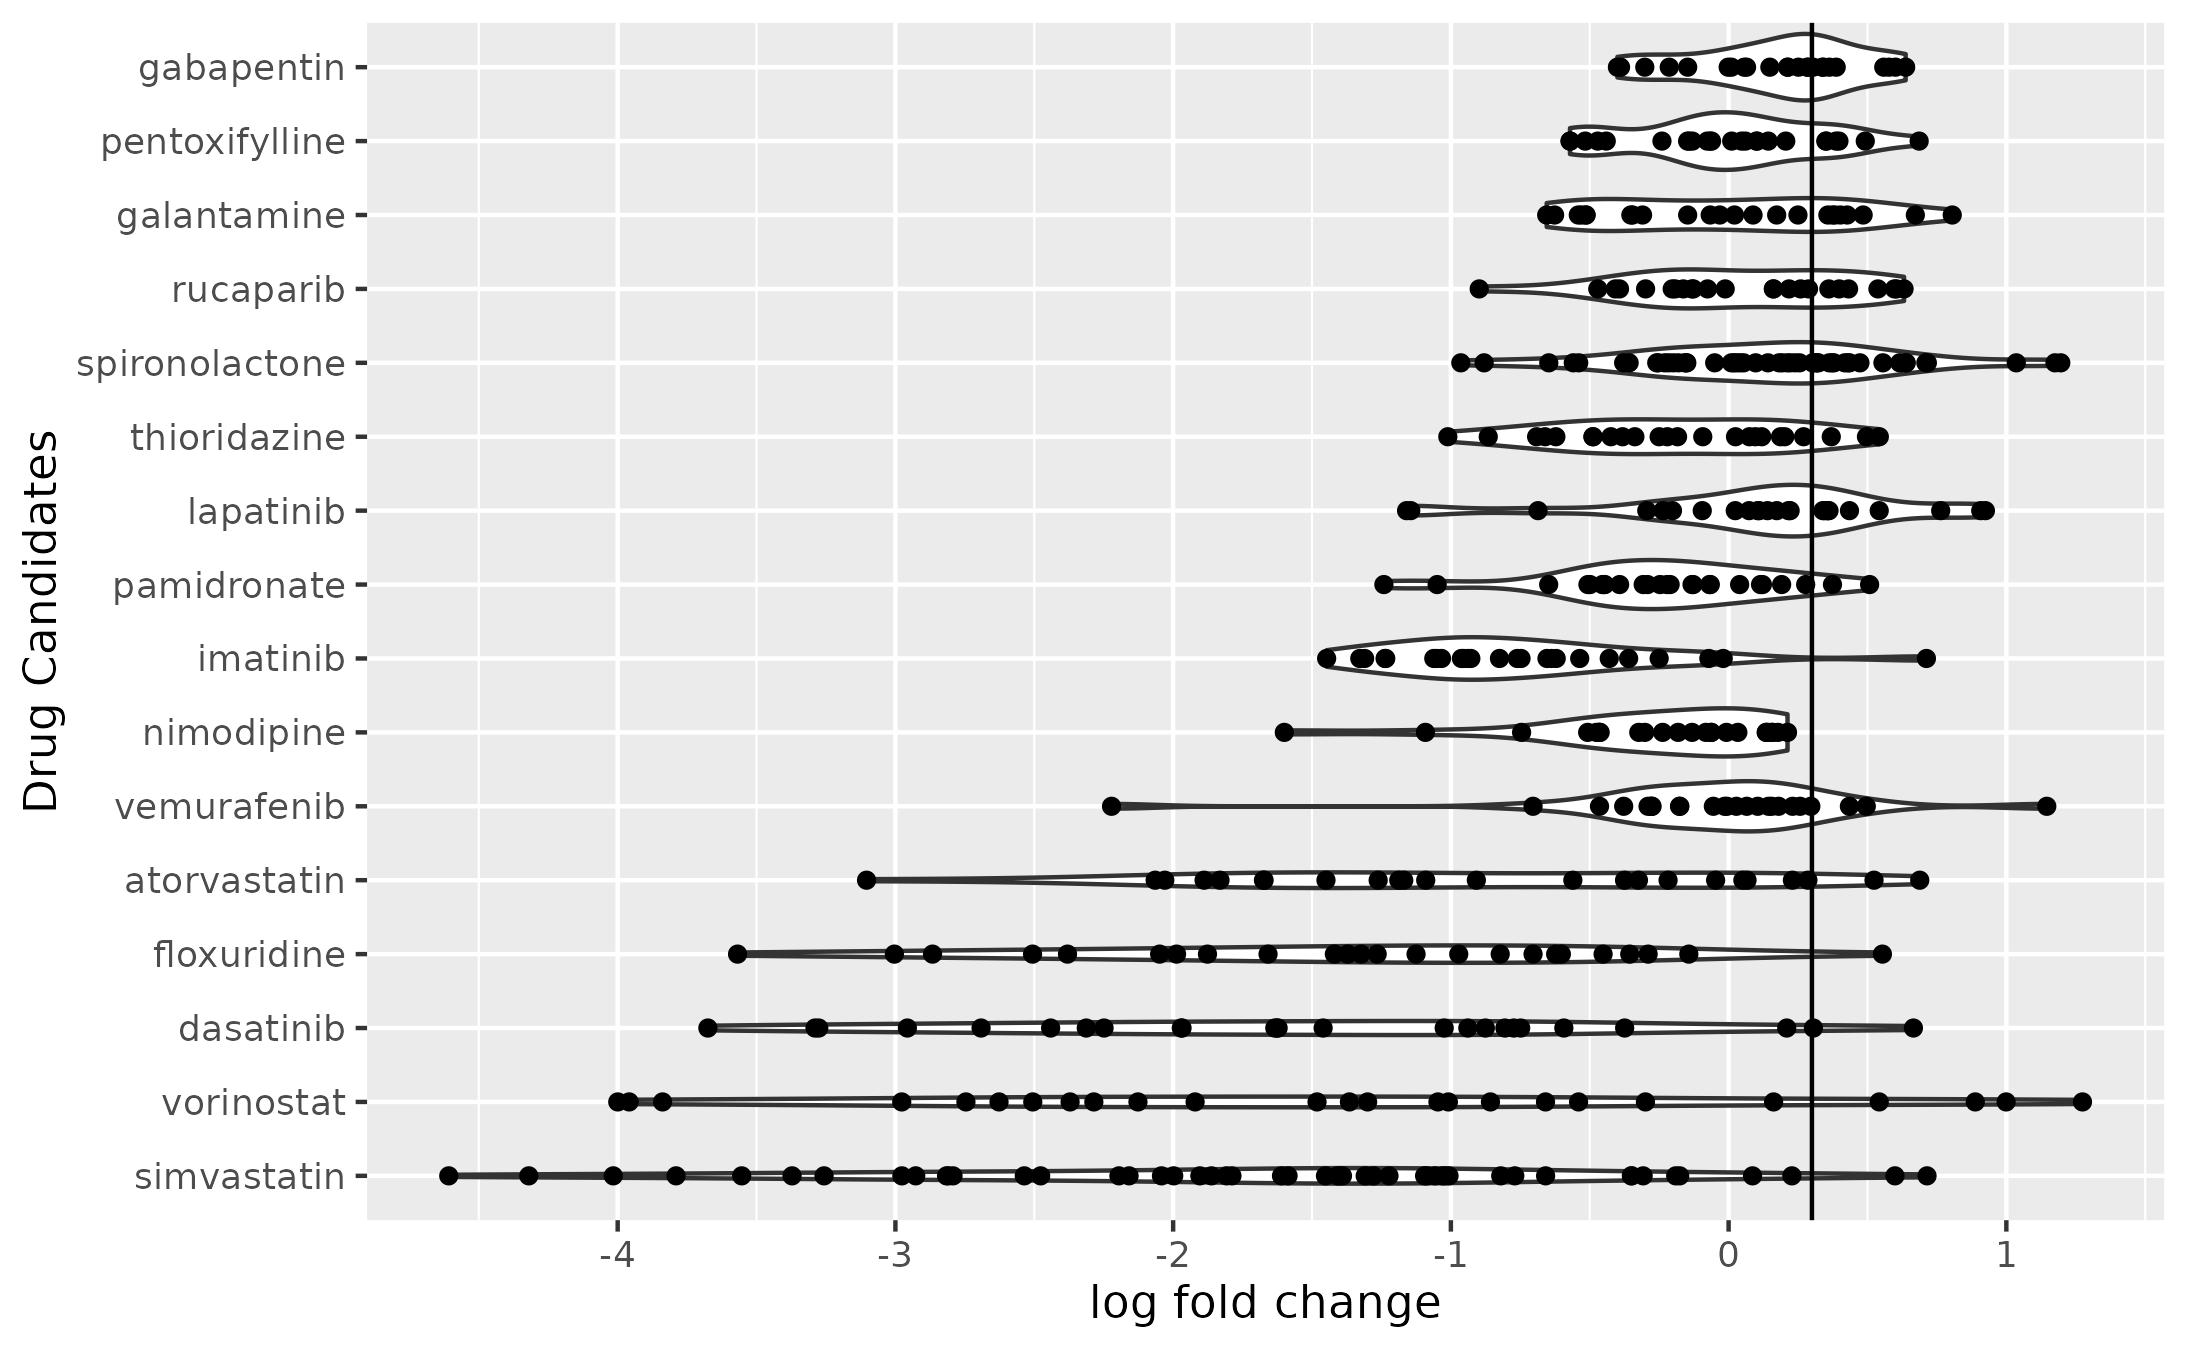 gabapentin
pentoxifylline
galantamine
rucaparib
spironolactone
thioridazine
lapatinib
pamidronate
imatinib
nimodipine
vemurafenib
atorvastatin
floxuridine
dasatinib
vorinostat
simvastatin
Drug Candidates
-4 -3 -2 -1 0 1
log fold change